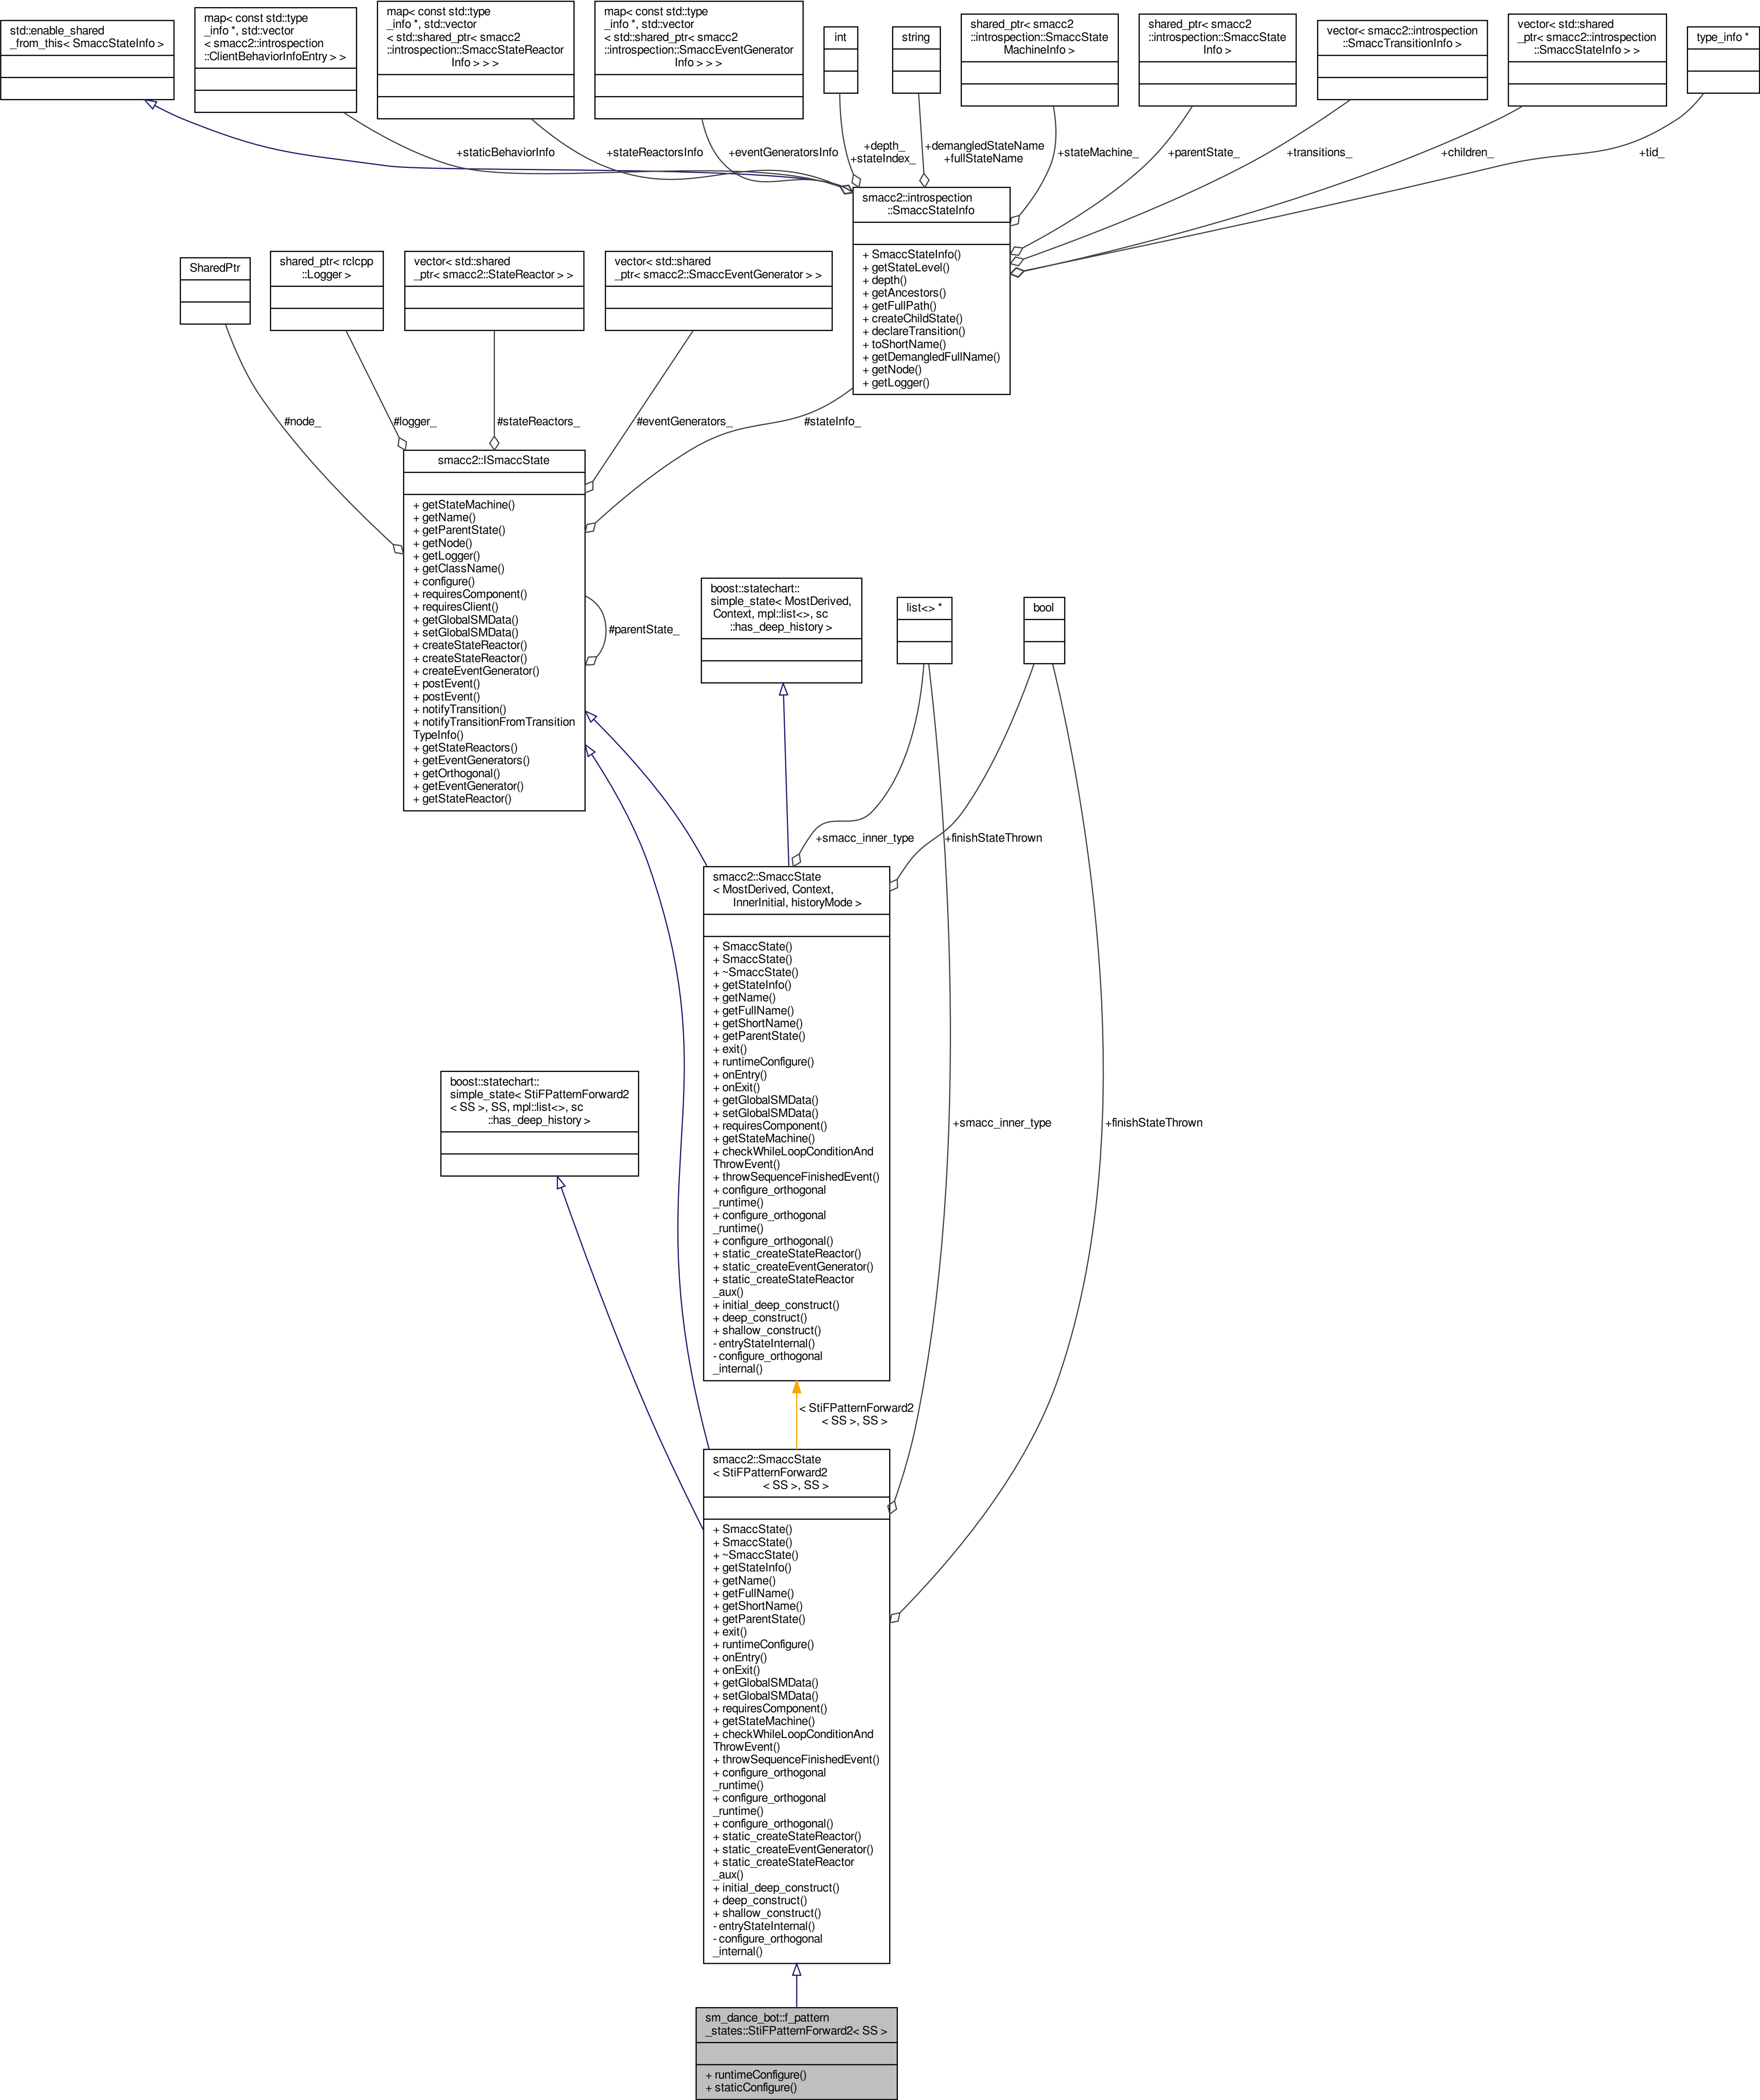 std::enable_shared
_from_this< SmaccStateInfo >
map< const std::type
_info *, std::vector
< smacc2::introspection
::ClientBehaviorInfoEntry > >
map< const std::type
_info *, std::vector
< std::shared_ptr< smacc2
::introspection::SmaccStateReactor
Info > > >
map< const std::type
_info *, std::vector
< std::shared_ptr< smacc2
::introspection::SmaccEventGenerator
Info > > >
int
string
shared_ptr< smacc2
::introspection::SmaccState
MachineInfo >
shared_ptr< smacc2
::introspection::SmaccState
Info >
vector< smacc2::introspection
::SmaccTransitionInfo >
vector< std::shared
_ptr< smacc2::introspection
::SmaccStateInfo > >
type_info *
+staticBehaviorInfo
+stateReactorsInfo
+eventGeneratorsInfo
+depth_
+stateIndex_
+demangledStateName
+fullStateName
+stateMachine_
+parentState_
+transitions_
+children_
+tid_
smacc2::introspection
::SmaccStateInfo
+ SmaccStateInfo()
+ getStateLevel()
+ depth()
+ getAncestors()
+ getFullPath()
+ createChildState()
+ declareTransition()
+ toShortName()
+ getDemangledFullName()
+ getNode()
+ getLogger()
SharedPtr
shared_ptr< rclcpp
::Logger >
vector< std::shared
_ptr< smacc2::StateReactor > >
vector< std::shared
_ptr< smacc2::SmaccEventGenerator > >
#node_
#logger_
#stateReactors_
#eventGenerators_
#stateInfo_
smacc2::ISmaccState
+ getStateMachine()
+ getName()
+ getParentState()
+ getNode()
+ getLogger()
+ getClassName()
+ configure()
+ requiresComponent()
+ requiresClient()
+ getGlobalSMData()
+ setGlobalSMData()
+ createStateReactor()
+ createStateReactor()
+ createEventGenerator()
+ postEvent()
+ postEvent()
+ notifyTransition()
+ notifyTransitionFromTransition
TypeInfo()
+ getStateReactors()
+ getEventGenerators()
+ getOrthogonal()
+ getEventGenerator()
+ getStateReactor()
#parentState_
boost::statechart::
simple_state< MostDerived,
Context, mpl::list<>, sc
::has_deep_history >
list<> *
bool
+smacc_inner_type
+finishStateThrown
smacc2::SmaccState
< MostDerived, Context,
InnerInitial, historyMode >
+ SmaccState()
+ SmaccState()
+ ~SmaccState()
+ getStateInfo()
+ getName()
+ getFullName()
+ getShortName()
+ getParentState()
+ exit()
+ runtimeConfigure()
+ onEntry()
+ onExit()
+ getGlobalSMData()
+ setGlobalSMData()
+ requiresComponent()
+ getStateMachine()
+ checkWhileLoopConditionAnd
ThrowEvent()
+ throwSequenceFinishedEvent()
+ configure_orthogonal
_runtime()
+ configure_orthogonal
_runtime()
+ configure_orthogonal()
+ static_createStateReactor()
+ static_createEventGenerator()
+ static_createStateReactor
_aux()
+ initial_deep_construct()
+ deep_construct()
+ shallow_construct()
- entryStateInternal()
- configure_orthogonal
_internal()
boost::statechart::
simple_state< StiFPatternForward2
< SS >, SS, mpl::list<>, sc
::has_deep_history >
+smacc_inner_type
+finishStateThrown
< StiFPatternForward2
< SS >, SS >
smacc2::SmaccState
< StiFPatternForward2
< SS >, SS >
+ SmaccState()
+ SmaccState()
+ ~SmaccState()
+ getStateInfo()
+ getName()
+ getFullName()
+ getShortName()
+ getParentState()
+ exit()
+ runtimeConfigure()
+ onEntry()
+ onExit()
+ getGlobalSMData()
+ setGlobalSMData()
+ requiresComponent()
+ getStateMachine()
+ checkWhileLoopConditionAnd
ThrowEvent()
+ throwSequenceFinishedEvent()
+ configure_orthogonal
_runtime()
+ configure_orthogonal
_runtime()
+ configure_orthogonal()
+ static_createStateReactor()
+ static_createEventGenerator()
+ static_createStateReactor
_aux()
+ initial_deep_construct()
+ deep_construct()
+ shallow_construct()
- entryStateInternal()
- configure_orthogonal
_internal()
sm_dance_bot::f_pattern
_states::StiFPatternForward2< SS >
+ runtimeConfigure()
+ staticConfigure()